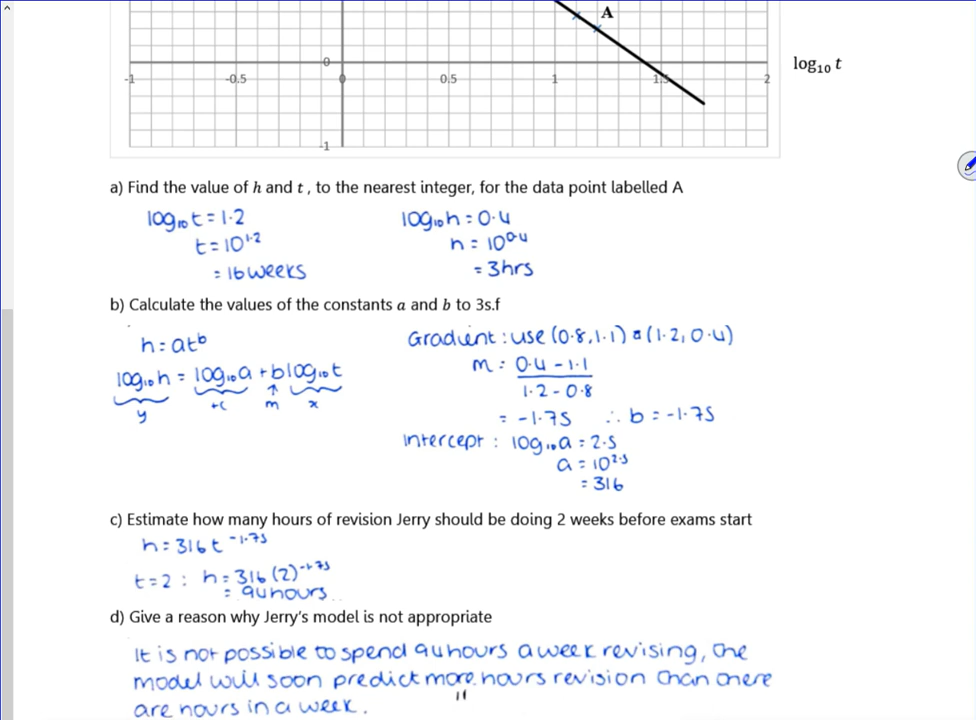 A
0
-1
-0.5
0
0.5
1
1.5
2
log₁₀ t
-1
a) Find the value of h and t , to the nearest integer, for the data point labelled A
log₁₀t = 1.2
t = 10^1.2
= 16 weeks
log₁₀h = 0.4
h = 10^0.4
= 3hrs
b) Calculate the values of the constants a and b to 3s.f
h = at^b
log₁₀h = log₁₀a + blog₁₀t
y +c m x
Gradient : use (0.8,1.1) & (1.2, 0.4)
m = 0.4 - 1.1
1.2 - 0.8
= -1.75 ∴ b = -1.75
Intercept : log₁₀a = 2.5
a = 10^2.5
= 316
c) Estimate how many hours of revision Jerry should be doing 2 weeks before exams start
h = 316t^-1.75
t = 2 : h = 316(2)^-1.75
= 94 hours
d) Give a reason why Jerry's model is not appropriate
It is not possible to spend 94 hours a week revising, the
model will soon predict more hours revision than there
are hours in a week.